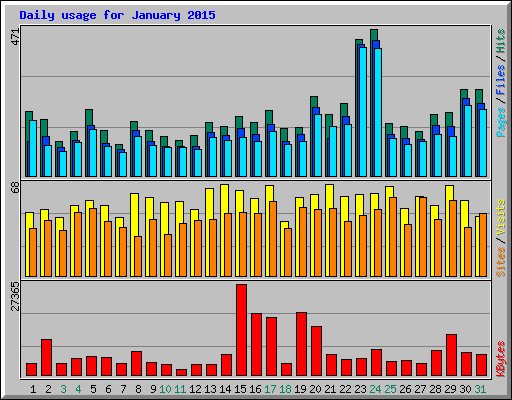 Daily usage for January 2015
471
Pages / Files / Hits
68
Sites / Visits
27365
KBytes
1 2 3 4 5 6 7 8 9 10 11 12 13 14 15 16 17 18 19 20 21 22 23 24 25 26 27 28 29 30 31